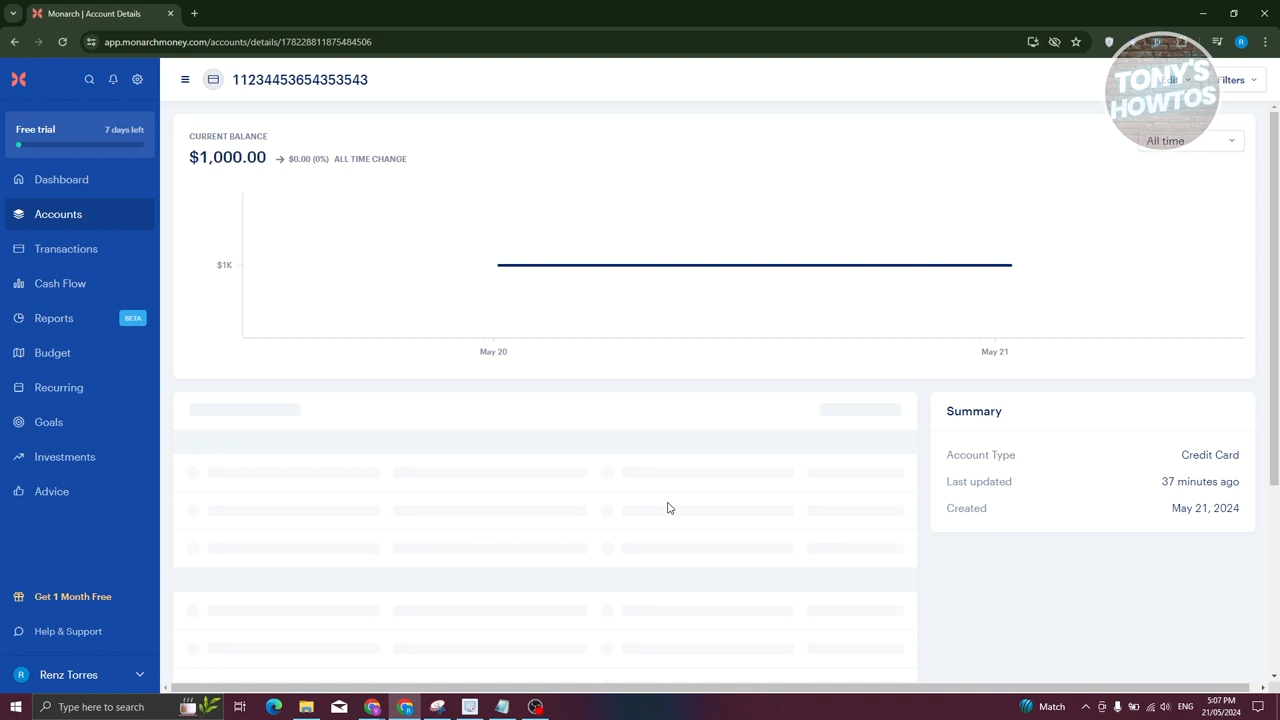 Monarch | Account Details
app.monarchmoney.com/accounts/details/178228811875484506
R
11234453654353543
Edit
Filters
TONY'S
HOWTOS
Free trial
7 days left
Dashboard
Accounts
Transactions
Cash Flow
Reports
BETA
Budget
Recurring
Goals
Investments
Advice
Get 1 Month Free
Help & Support
R
Renz Torres
CURRENT BALANCE
$1,000.00
$0.00 (0%) ALL TIME CHANGE
All time
$1K
May 20
May 21
Summary
Account Type
Credit Card
Last updated
37 minutes ago
Created
May 21, 2024
Type here to search
Match
ENG
5:07 PM
21/05/2024